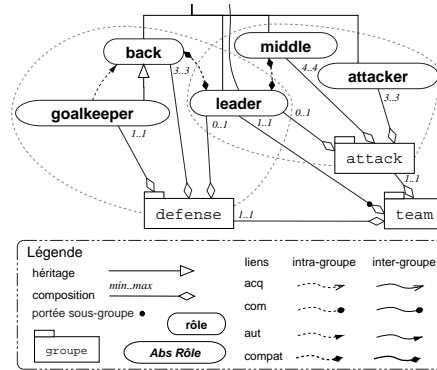 back
middle
3..3
4..4
attacker
goalkeeper
leader
3..3
1..1
0..1
1..1
0..1
attack
1..1
defense
1..1
team
Légende
héritage
composition
min..max
portée sous-groupe
groupe
rôle
Abs Rôle
liens intra-groupe inter-groupe
acq
com
aut
compat